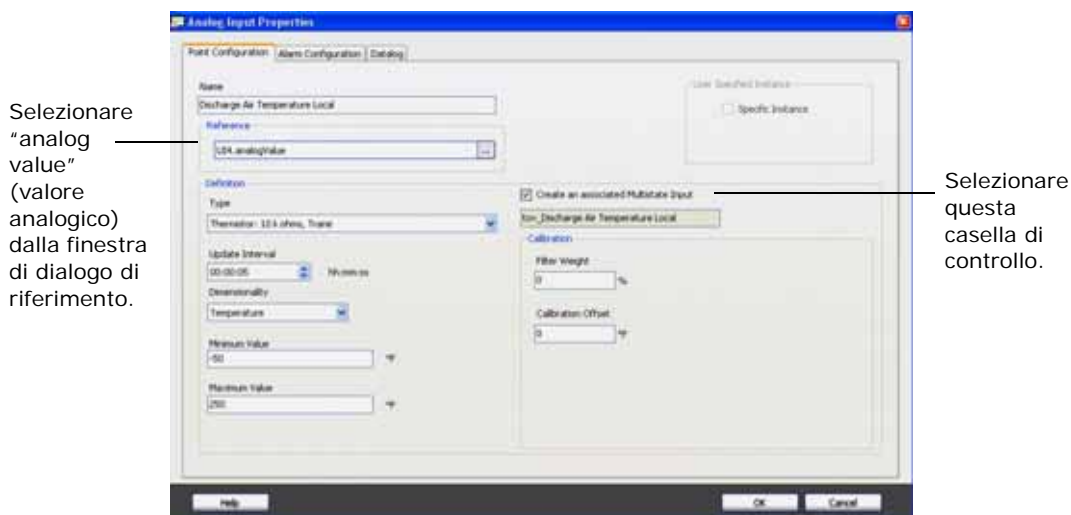 Analog Input Properties
Point Configuration
Alarm Configuration
Datalog
Name
Discharge Air Temperature Local
User Specified Instance
Specific Instance
Reference
...
Definition
Type
Thermistor: 10 k ohms, Trane
Create an associated Multistate Input
Discharge Air Temperature Local
Calibration
Update Interval
00:00:05
hh:mm:ss
Filter Weight
0
%
Dimensionality
Temperature
Calibration Offset
0
°F
Minimum Value
-50
°F
Maximum Value
250
°F
Help
OK
Cancel
Selezionare
“analog
value”
(valore
analogico)
dalla finestra
di dialogo di
riferimento.
Selezionare
questa
casella di
controllo.